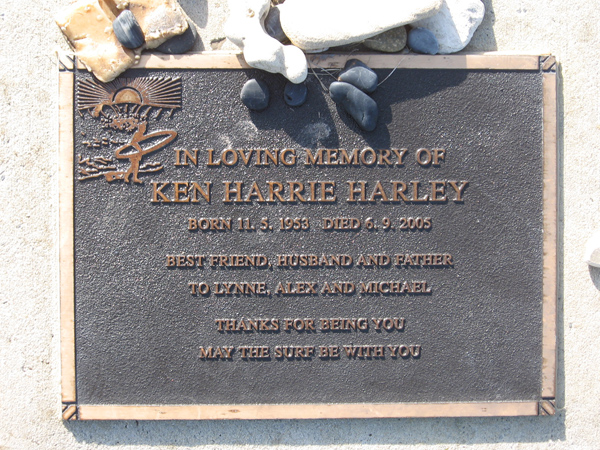 IN LOVING MEMORY OF
KEN HARRIE HARLEY
BORN 11. 5. 1953 DIED 6. 9. 2005
BEST FRIEND, HUSBAND AND FATHER
TO LYNNE, ALEX AND MICHAEL
THANKS FOR BEING YOU
MAY THE SURF BE WITH YOU